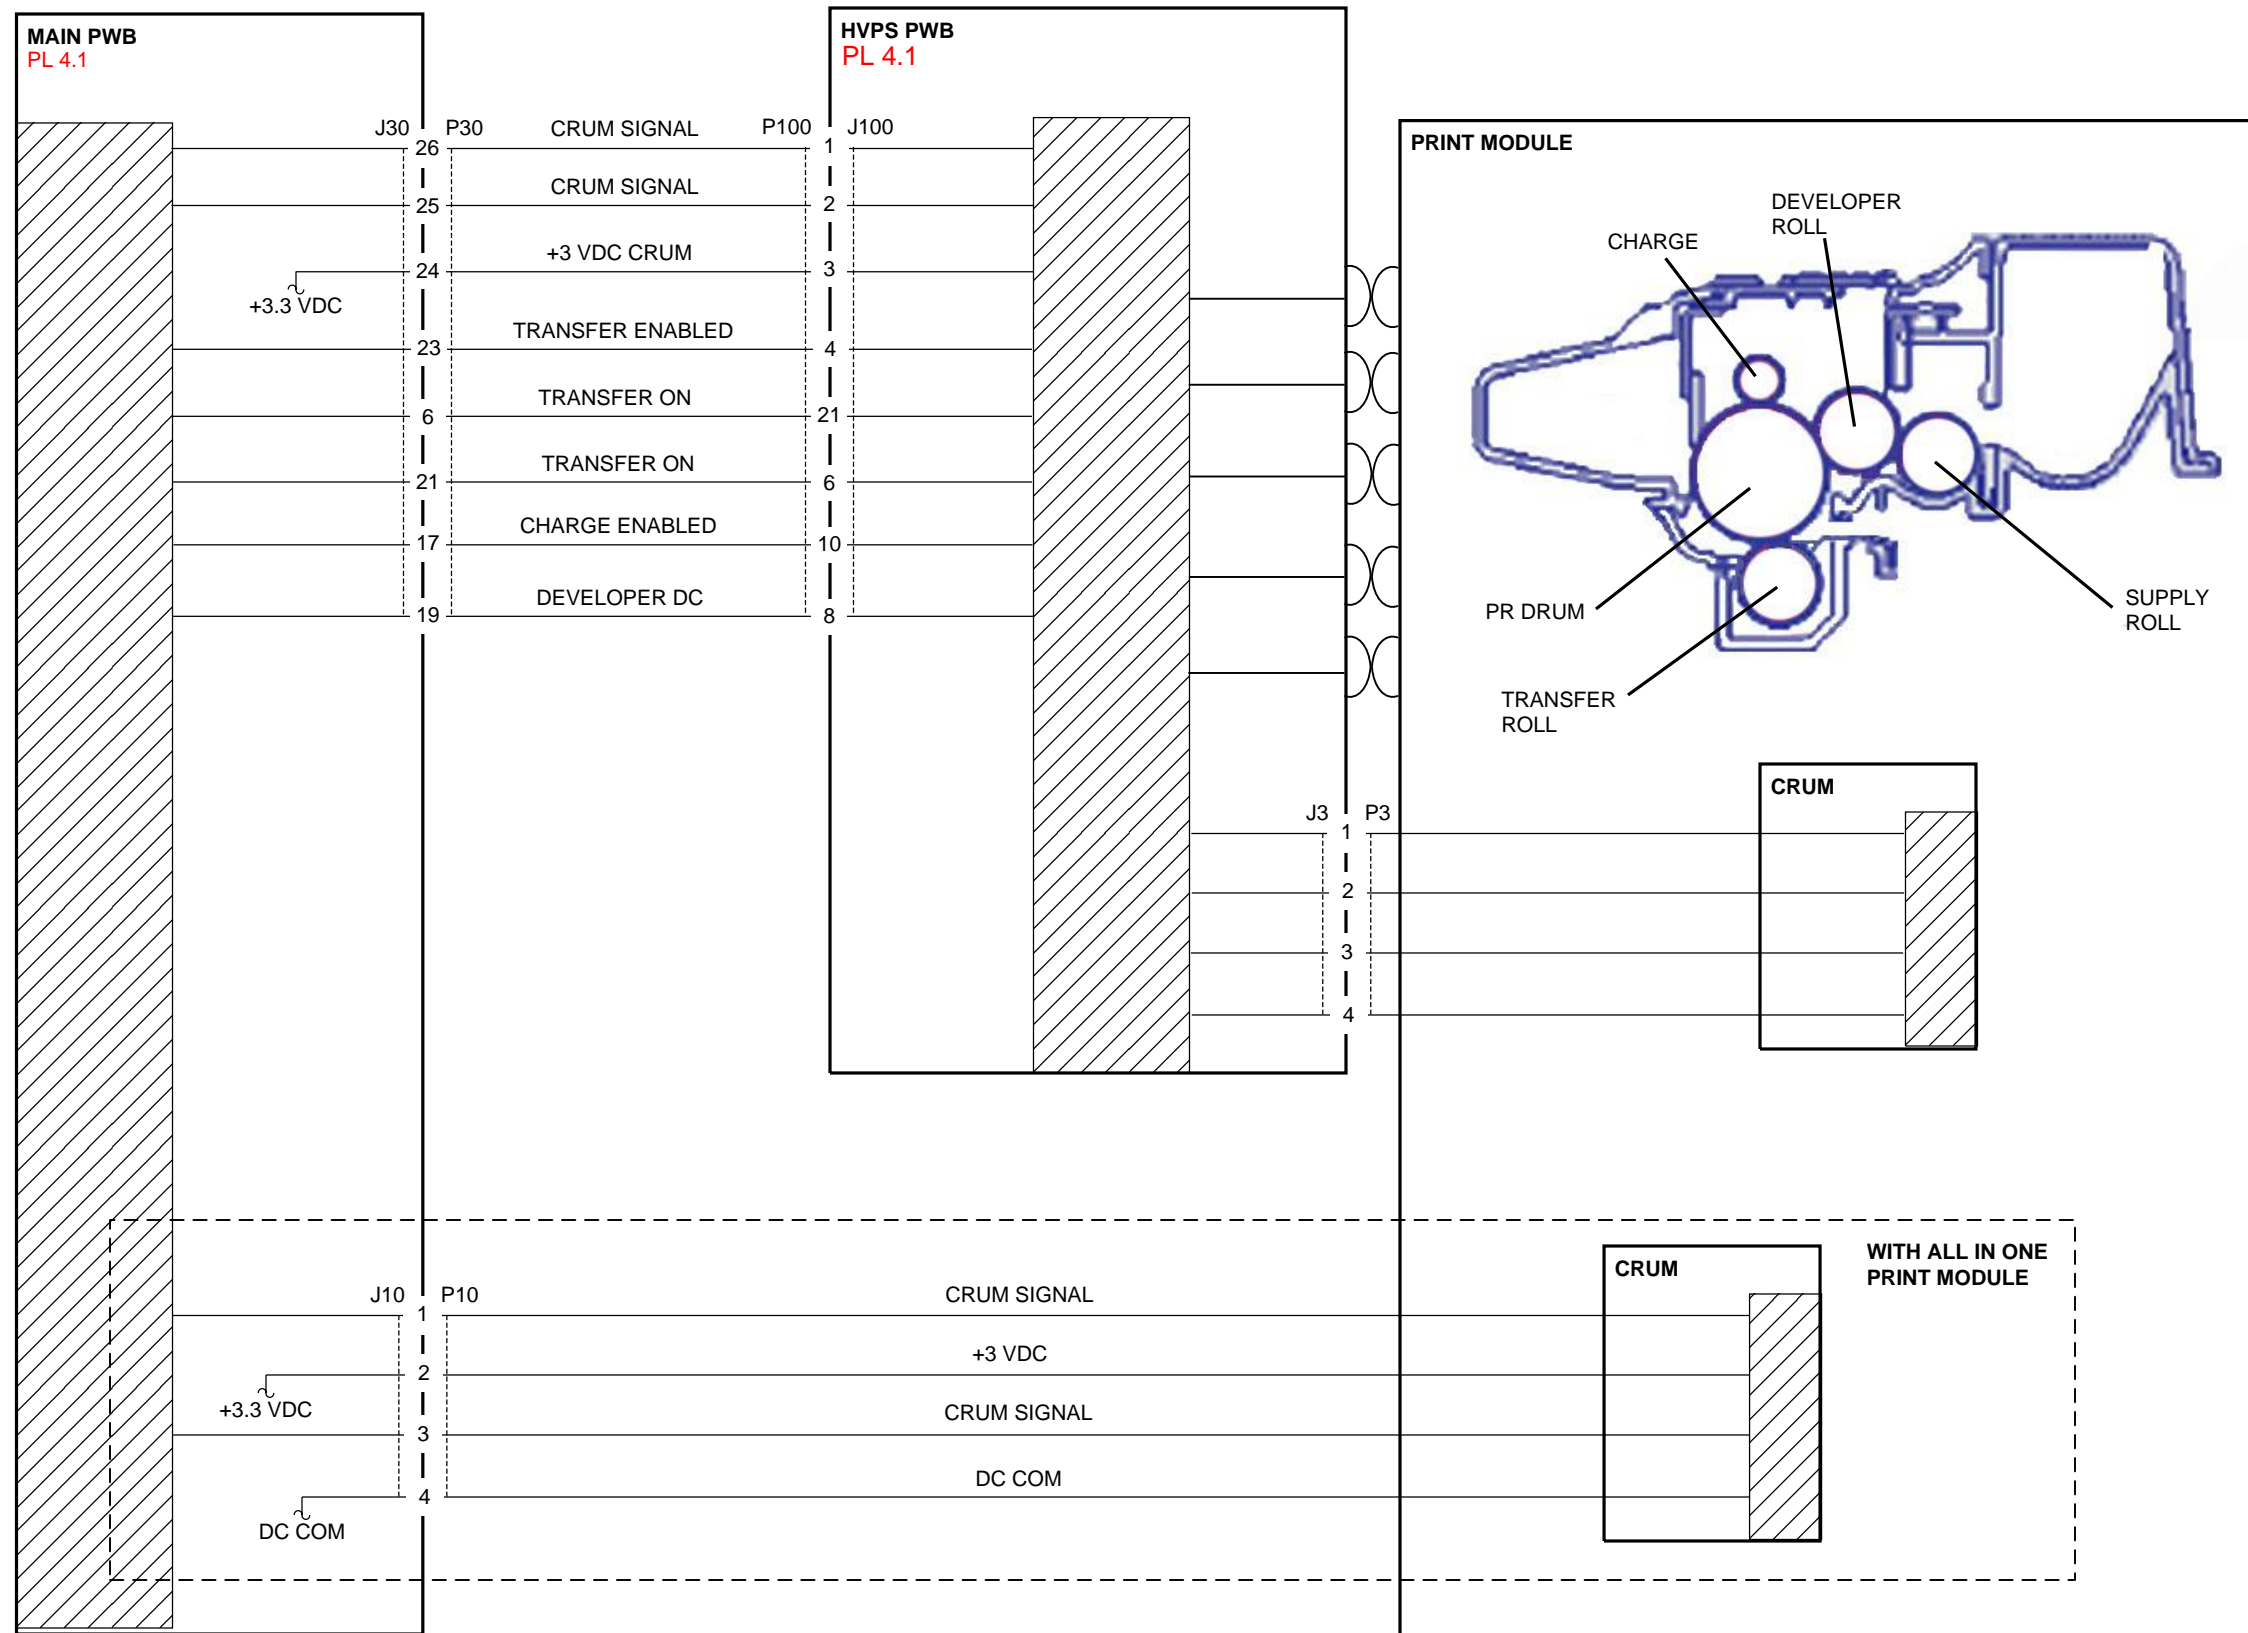 MAIN PWB
PL 4.1
HVPS PWB
PL 4.1
J30 P30 CRUM SIGNAL P100 J100
26 1
CRUM SIGNAL
25 2
+3 VDC CRUM
24 3
+3.3 VDC
TRANSFER ENABLED
23 4
TRANSFER ON
6 21
TRANSFER ON
21 6
CHARGE ENABLED
17 10
DEVELOPER DC
19 8
PRINT MODULE
DEVELOPER
ROLL
CHARGE
PR DRUM
SUPPLY
ROLL
TRANSFER
ROLL
CRUM
J3 P3
1
2
3
4
WITH ALL IN ONE
PRINT MODULE
CRUM
J10 P10 CRUM SIGNAL
1
+3 VDC
2
+3.3 VDC
CRUM SIGNAL
3
DC COM
4
DC COM